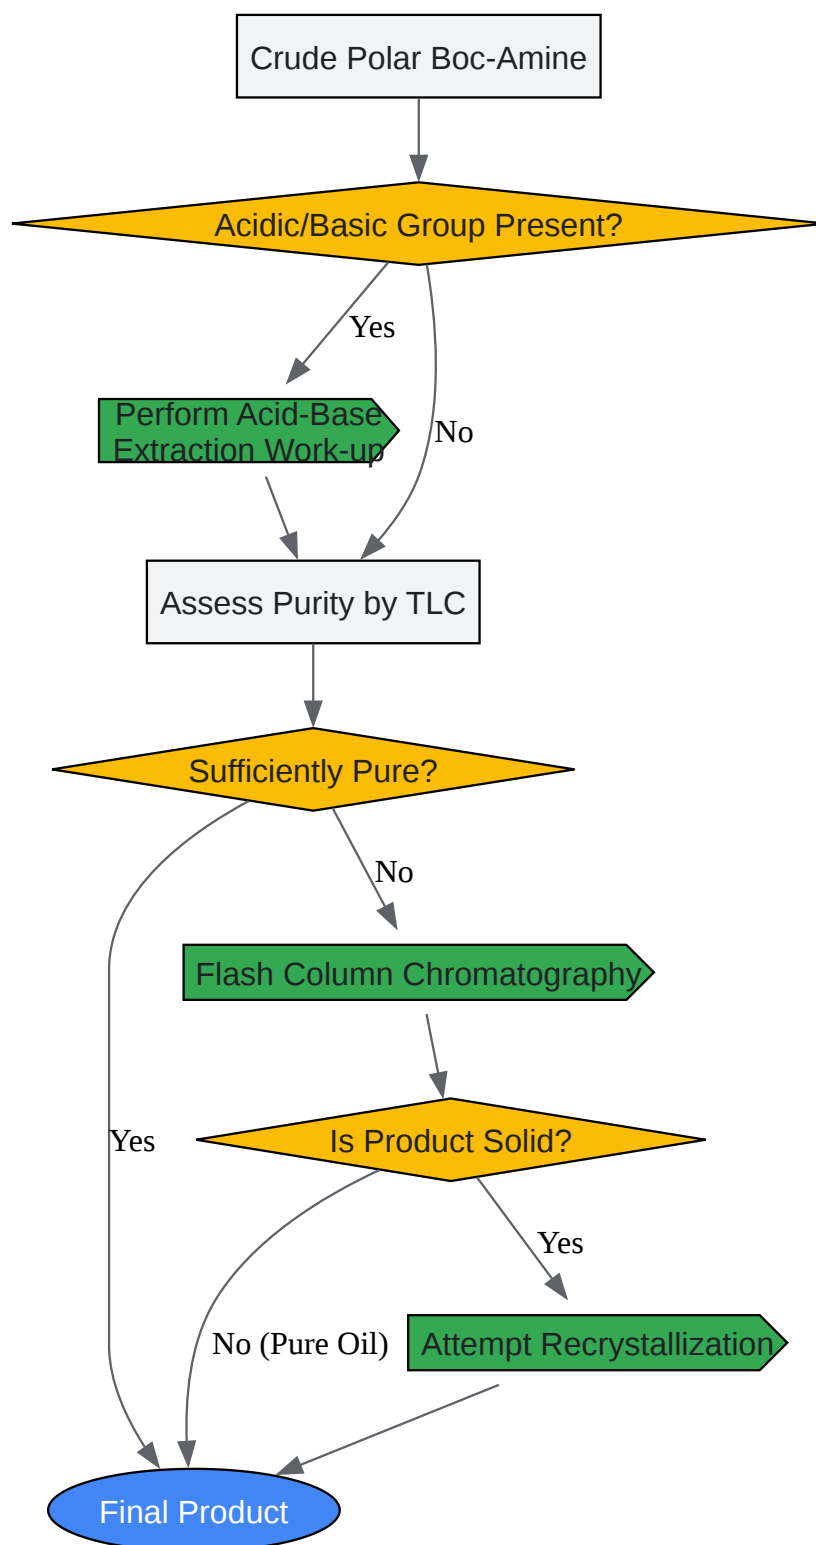 Crude Polar Boc-Amine
Acidic/Basic Group Present?
Yes
Perform Acid-Base
Extraction Work-up
No
Assess Purity by TLC
Sufficiently Pure?
No
Flash Column Chromatography
Yes
Is Product Solid?
Yes
No (Pure Oil)
Attempt Recrystallization
Final Product